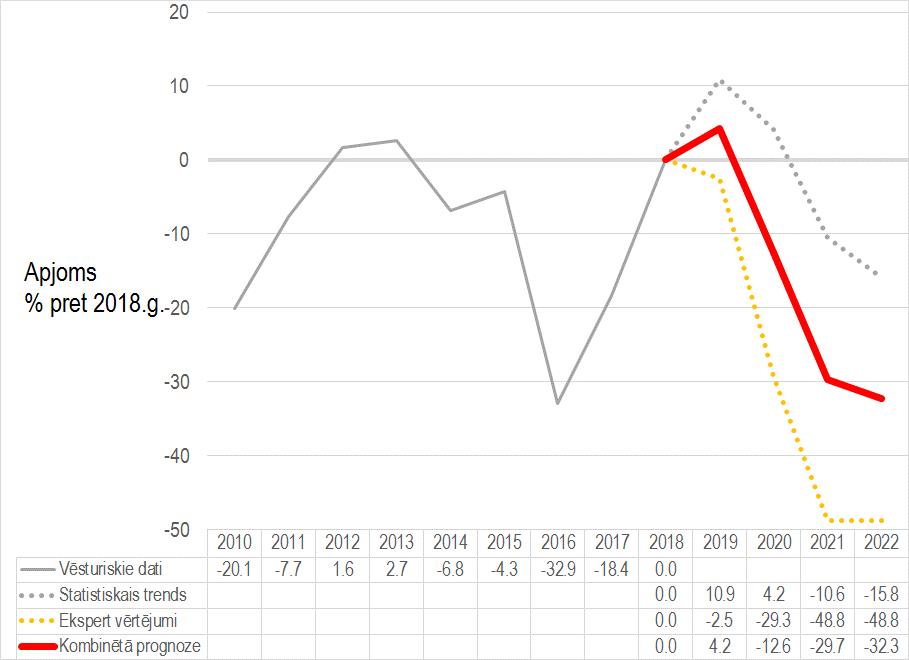 20
10
0
-10
Apjoms
% pret 2018.g.
-20
-30
-40
-50
2010 2011 2012 2013 2014 2015 2016 2017 2018 2019 2020 2021 2022
Vēsturiskie dati -20.1 -7.7 1.6 2.7 -6.8 -4.3 -32.9 -18.4 0.0
Statistiskais trends 0.0 10.9 4.2 -10.6 -15.8
Ekspert vērtējumi 0.0 -2.5 -29.3 -48.8 -48.8
Kombinētā prognoze 0.0 4.2 -12.6 -29.7 -32.3